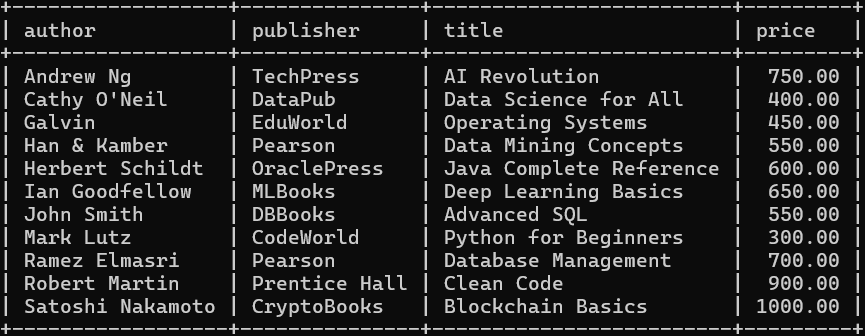 +------------------+----------------+-------------------------+---------+
| author           | publisher      | title                   | price   |
+------------------+----------------+-------------------------+---------+
| Andrew Ng        | TechPress      | AI Revolution           |  750.00 |
| Cathy O'Neil     | DataPub        | Data Science for All    |  400.00 |
| Galvin           | EduWorld       | Operating Systems       |  450.00 |
| Han & Kamber     | Pearson        | Data Mining Concepts    |  550.00 |
| Herbert Schildt  | OraclePress    | Java Complete Reference |  600.00 |
| Ian Goodfellow   | MLBooks        | Deep Learning Basics    |  650.00 |
| John Smith       | DBBooks        | Advanced SQL            |  550.00 |
| Mark Lutz        | CodeWorld      | Python for Beginners    |  300.00 |
| Ramez Elmasri    | Pearson        | Database Management     |  700.00 |
| Robert Martin    | Prentice Hall  | Clean Code              |  900.00 |
| Satoshi Nakamoto | CryptoBooks    | Blockchain Basics       | 1000.00 |
+------------------+----------------+-------------------------+---------+